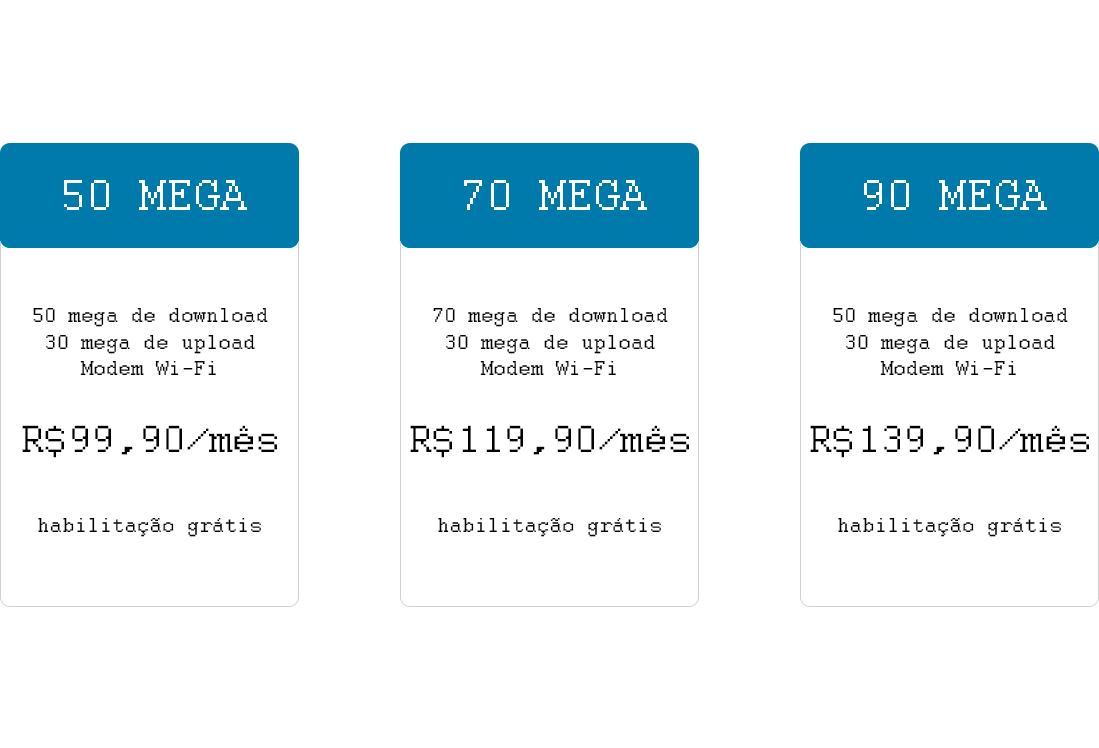 50 MEGA
50 mega de download
30 mega de upload
Modem Wi-Fi
R$99,90/mês
habilitação grátis
70 MEGA
70 mega de download
30 mega de upload
Modem Wi-Fi
R$119,90/mês
habilitação grátis
90 MEGA
50 mega de download
30 mega de upload
Modem Wi-Fi
R$139,90/mês
habilitação grátis